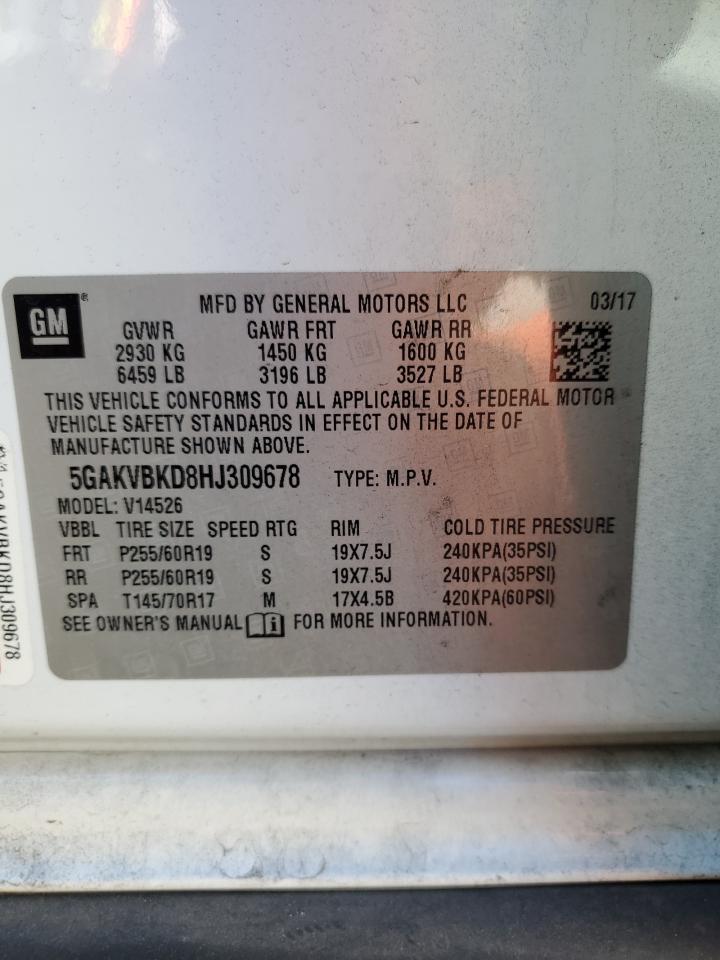 GM
MFD BY GENERAL MOTORS LLC 03/17
GVWR GAWR FRT GAWR RR
2930 KG 1450 KG 1600 KG
6459 LB 3196 LB 3527 LB
THIS VEHICLE CONFORMS TO ALL APPLICABLE U.S. FEDERAL MOTOR
VEHICLE SAFETY STANDARDS IN EFFECT ON THE DATE OF
MANUFACTURE SHOWN ABOVE.
5GAKVBKD8HJ309678 TYPE: M.P.V.
MODEL: V14526
VBBL TIRE SIZE SPEED RTG RIM COLD TIRE PRESSURE
FRT P255/60R19 S 19X7.5J 240KPA(35PSI)
RR P255/60R19 S 19X7.5J 240KPA(35PSI)
SPA T145/70R17 M 17X4.5B 420KPA(60PSI)
SEE OWNER'S MANUAL i FOR MORE INFORMATION.
5GAKVBKD8HJ309678